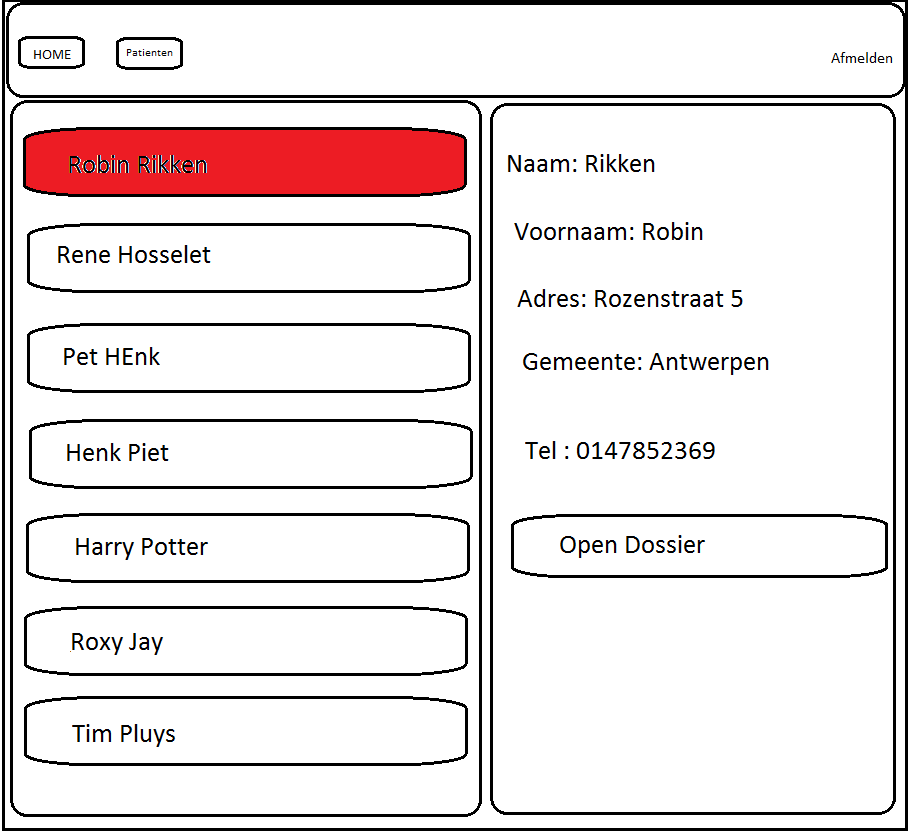 HOME
Patienten
Afmelden
Robin Rikken
Rene Hosselet
Pet HEnk
Henk Piet
Harry Potter
Roxy Jay
Tim Pluys
Naam: Rikken
Voornaam: Robin
Adres: Rozenstraat 5
Gemeente: Antwerpen
Tel : 0147852369
Open Dossier